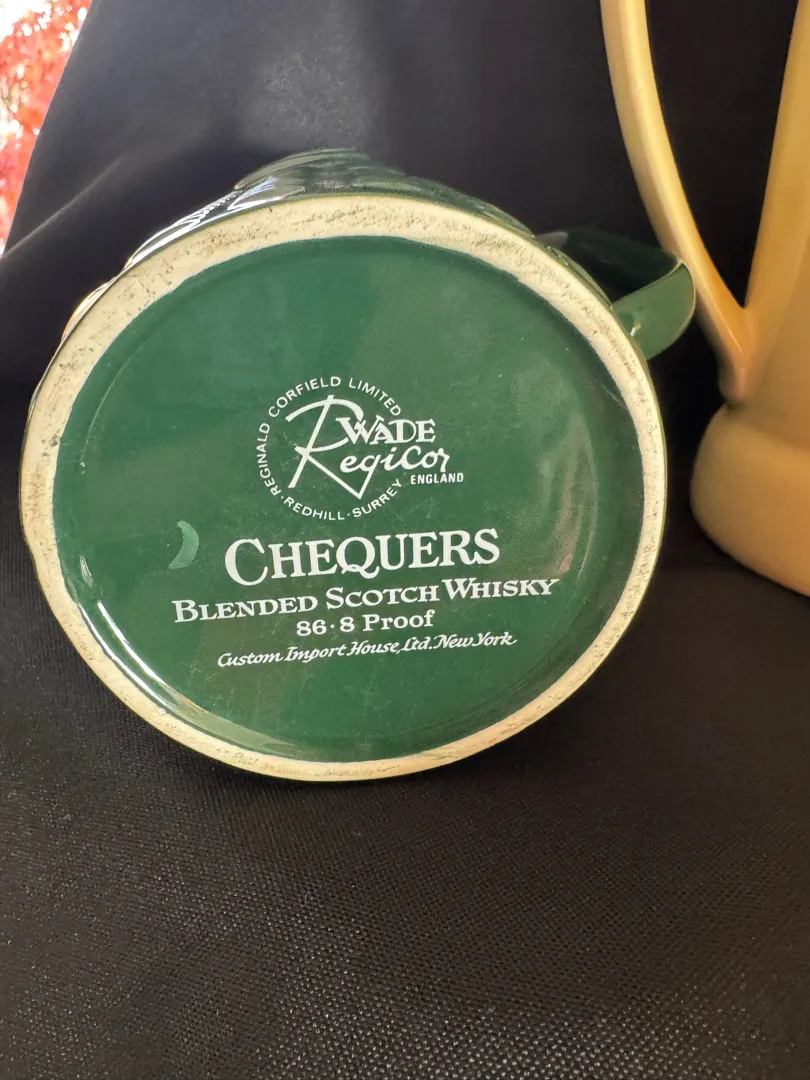 REGINALD CORFIELD LIMITED
WADE
RegiCor
ENGLAND
·REDHILL·SURREY·
CHEQUERS
BLENDED SCOTCH WHISKY
86·8 Proof
Custom Import House, Ltd. New York